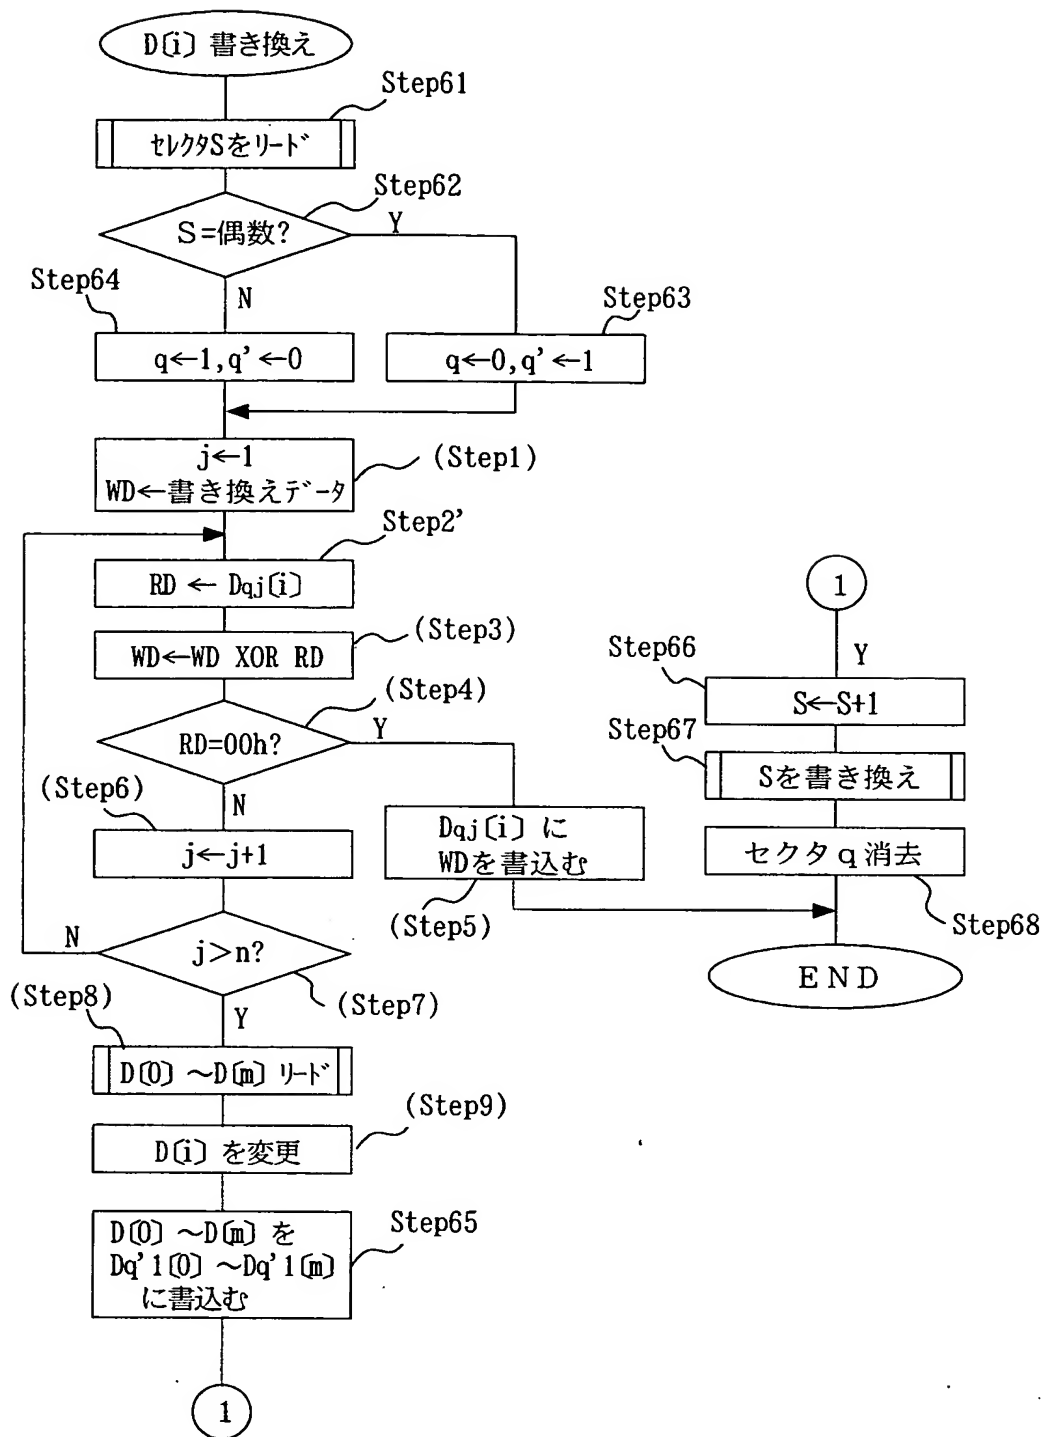 D[i] 書き換え
Step61
セレクタSをリード
Step62
S=偶数?
Y
Step64
N
Step63
q←1,q'←0
q←0,q'←1
j←1
WD←書き換えデータ
(Step1)
Step2'
RD ← Dqj[i]
(Step3)
WD←WD XOR RD
(Step4)
RD=00h?
Y
(Step6)
N
j←j+1
Dqj[i] に
WDを書込む
(Step5)
N
j>n?
(Step7)
(Step8)
Y
D[0] ～D[m] リード
(Step9)
D[i] を変更
D[0] ～D[m] を
Dq'1[0] ～Dq'1[m]
に書込む
Step65
1
1
Y
Step66
S←S+1
Step67
Sを書き換え
セクタq消去
Step68
END